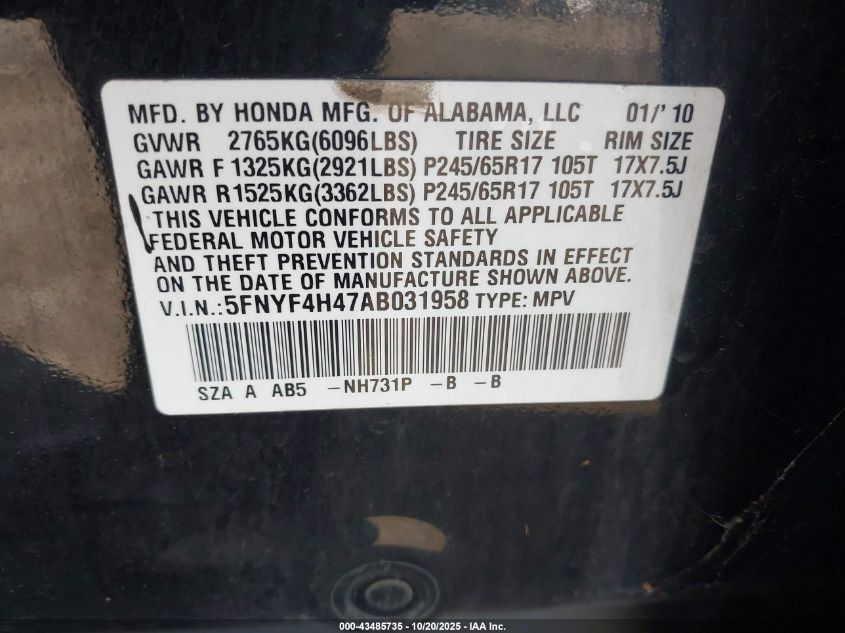 MFD. BY HONDA MFG. OF ALABAMA, LLC 01/'10
GVWR 2765KG(6096LBS) TIRE SIZE RIM SIZE
GAWR F 1325KG(2921LBS) P245/65R17 105T 17X7.5J
GAWR R1525KG(3362LBS) P245/65R17 105T 17X7.5J
THIS VEHICLE CONFORMS TO ALL APPLICABLE
FEDERAL MOTOR VEHICLE SAFETY
AND THEFT PREVENTION STANDARDS IN EFFECT
ON THE DATE OF MANUFACTURE SHOWN ABOVE.
V.I.N.:5FNYF4H47AB031958 TYPE: MPV
SZA A AB5 -NH731P -B -B
000-43485735 - 10/20/2025 - IAA Inc.